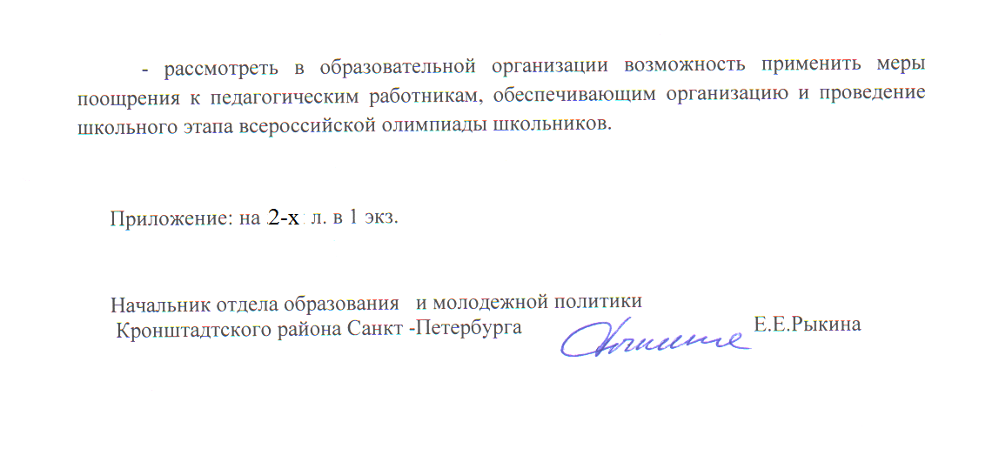 - рассмотреть в образовательной организации возможность применить меры
поощрения к педагогическим работникам, обеспечивающим организацию и проведение
школьного этапа всероссийской олимпиады школьников.
Приложение: на 2-х л. в 1 экз.
Начальник отдела образования и молодежной политики
Кронштадтского района Санкт -Петербурга
Е.Е.Рыкина